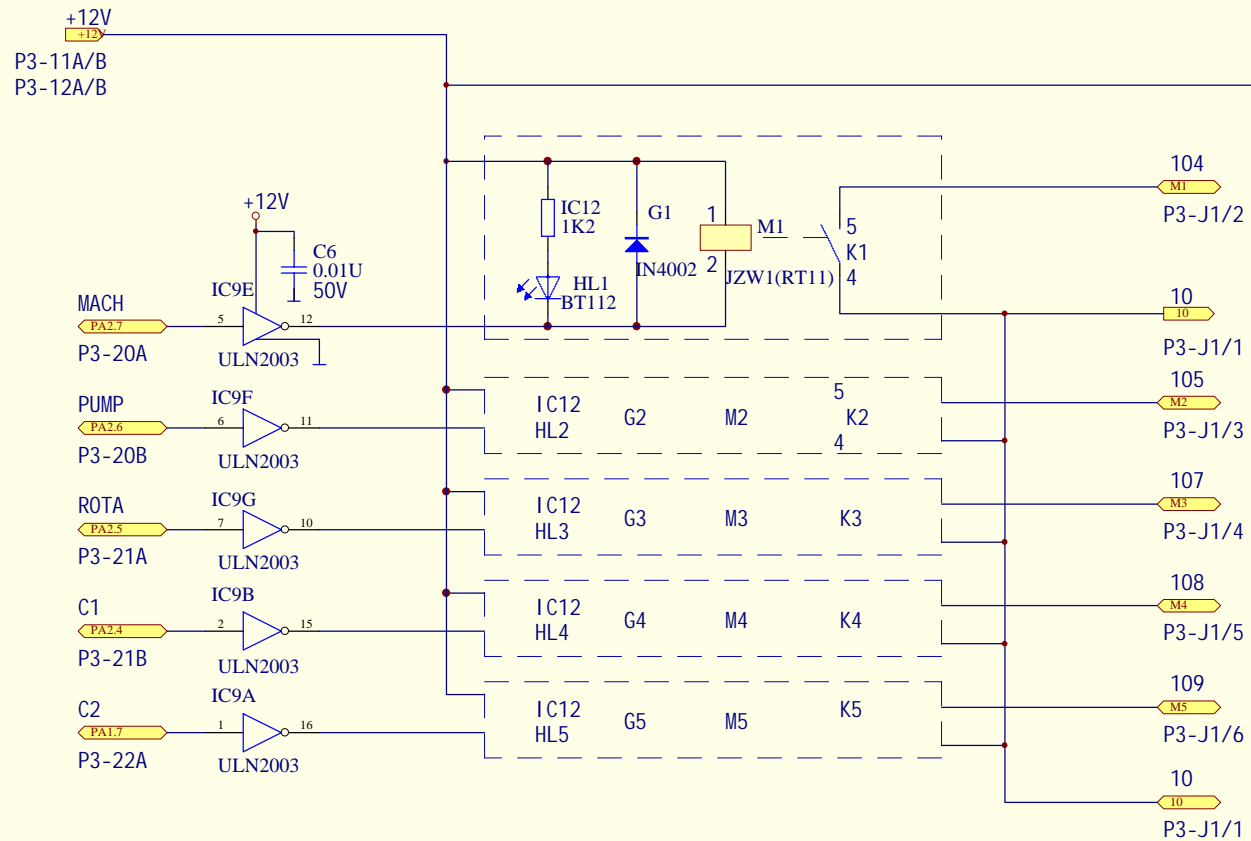 +12V
+12V
P3-11A/B
P3-12A/B
104
M1
P3-J1/2
+12V
C6
0.01U
50V
IC12
1K2
G1
IN4002
1
2
M1
JZW1(RT11)
5
K1
4
HL1
BT112
MACH
PA2.7
P3-20A
IC9E
5
12
ULN2003
10
10
P3-J1/1
PUMP
PA2.6
P3-20B
IC9F
6
11
ULN2003
IC12
HL2
G2
M2
5
K2
4
105
M2
P3-J1/3
ROTA
PA2.5
P3-21A
IC9G
7
10
ULN2003
IC12
HL3
G3
M3
K3
107
M3
P3-J1/4
C1
PA2.4
P3-21B
IC9B
2
15
ULN2003
IC12
HL4
G4
M4
K4
108
M4
P3-J1/5
C2
PA1.7
P3-22A
IC9A
1
16
ULN2003
IC12
HL5
G5
M5
K5
109
M5
P3-J1/6
10
10
P3-J1/1